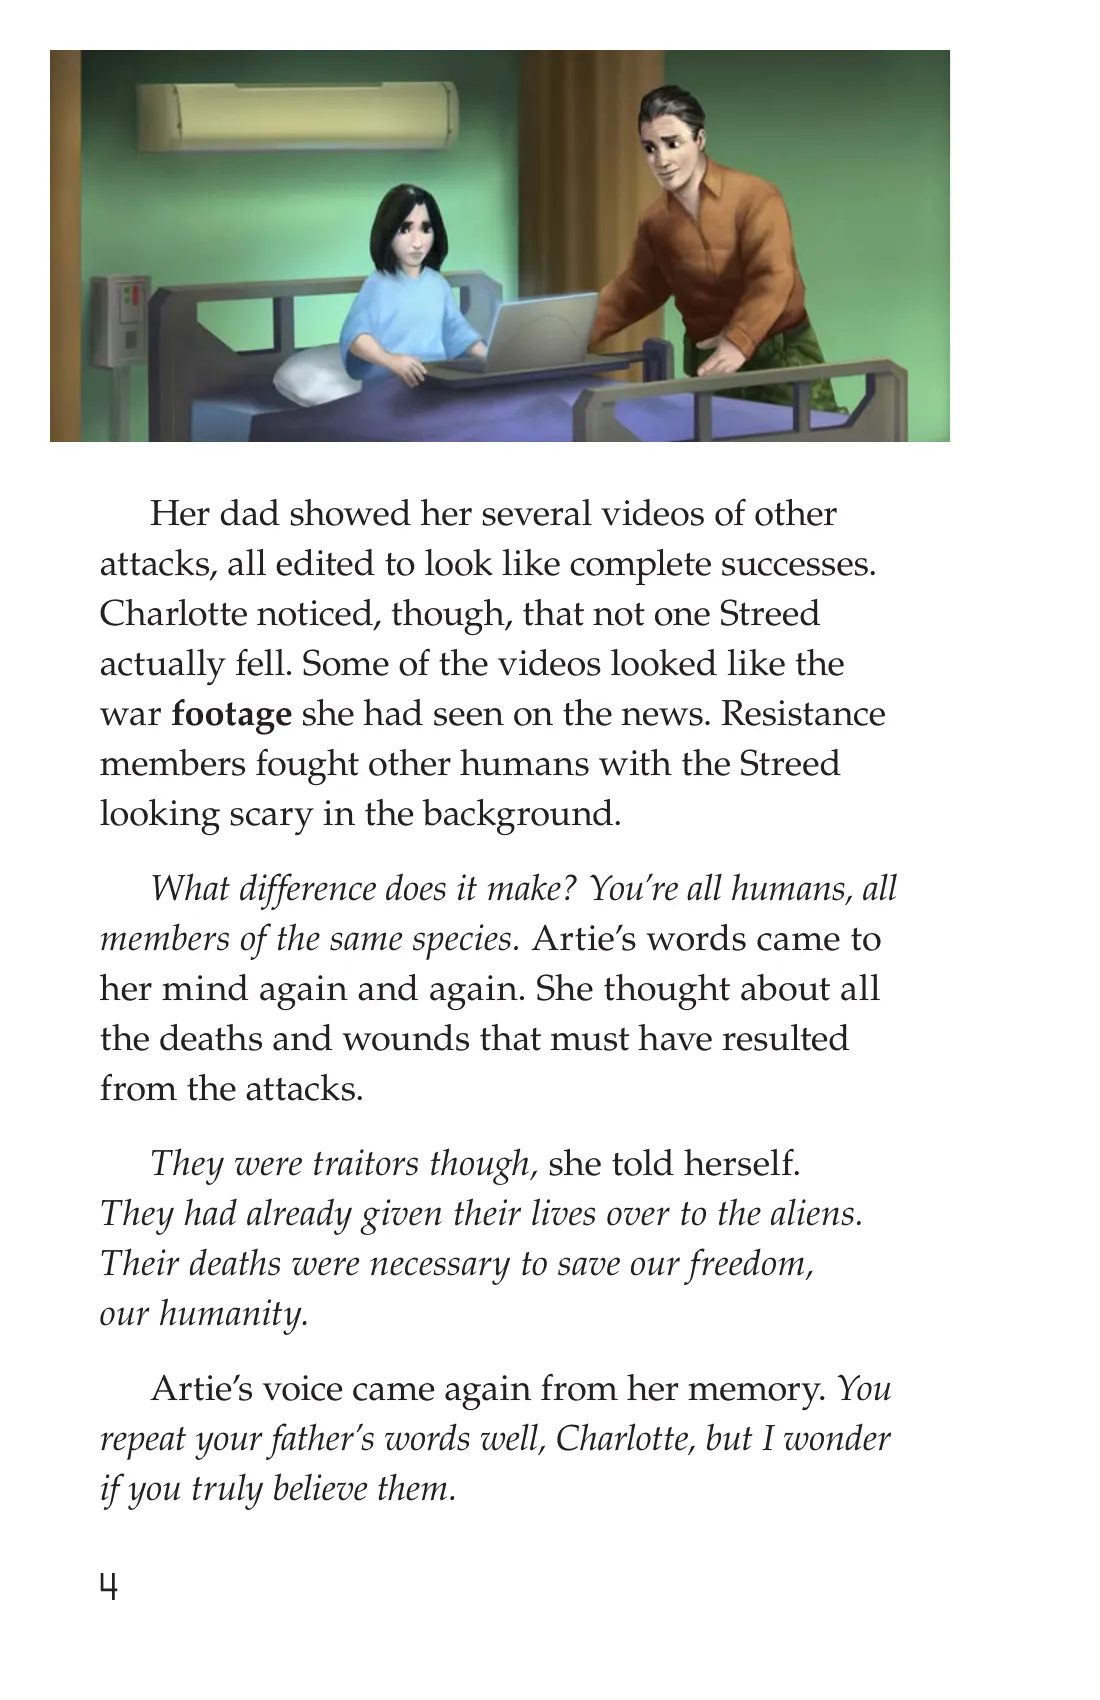 Her dad showed her several videos of other
attacks, all edited to look like complete successes.
Charlotte noticed, though, that not one Streed
actually fell. Some of the videos looked like the
war footage she had seen on the news. Resistance
members fought other humans with the Streed
looking scary in the background.
What difference does it make? You’re all humans, all
members of the same species. Artie’s words came to
her mind again and again. She thought about all
the deaths and wounds that must have resulted
from the attacks.
They were traitors though, she told herself.
They had already given their lives over to the aliens.
Their deaths were necessary to save our freedom,
our humanity.
Artie’s voice came again from her memory. You
repeat your father’s words well, Charlotte, but I wonder
if you truly believe them.
4